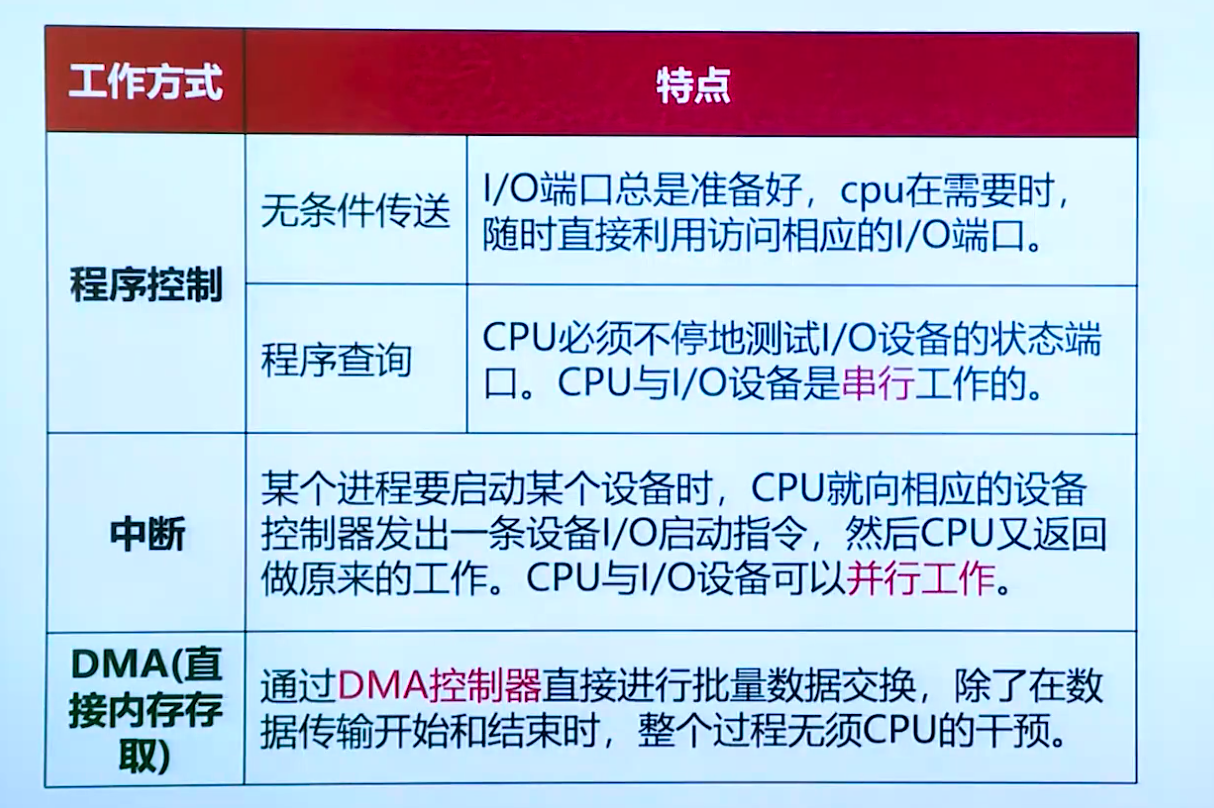 工作方式
特点
程序控制
无条件传送
I/O端口总是准备好，cpu在需要时，
随时直接利用访问相应的I/O端口。
程序查询
CPU必须不停地测试I/O设备的状态端
口。CPU与I/O设备是串行工作的。
中断
某个进程要启动某个设备时，CPU就向相应的设备
控制器发出一条设备I/O启动指令，然后CPU又返回
做原来的工作。CPU与I/O设备可以并行工作。
DMA(直
接内存存
取)
通过DMA控制器直接进行批量数据交换，除了在数
据传输开始和结束时，整个过程无须CPU的干预。